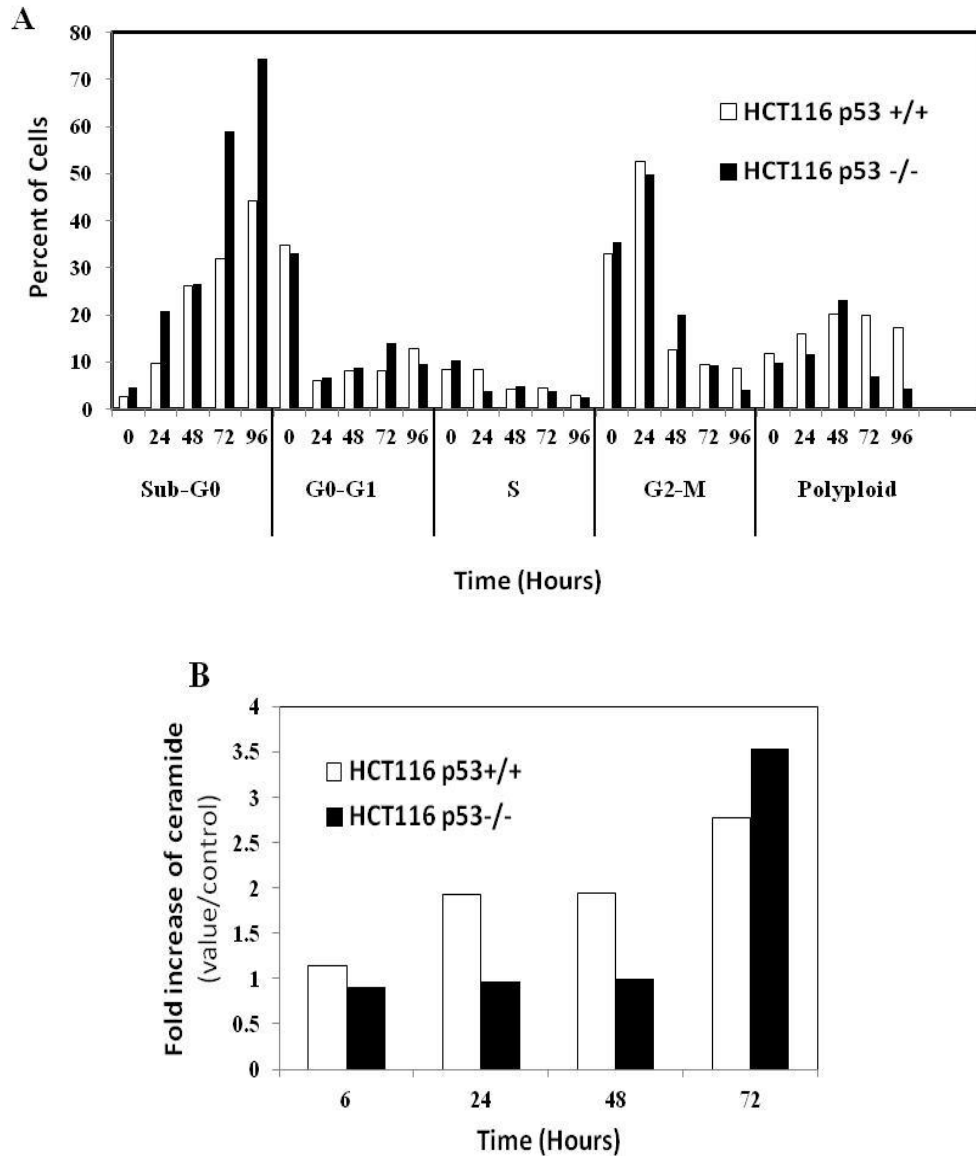 A
80
70
60
50
40
30
20
10
0
Percent of Cells
HCT116 p53 +/+
HCT116 p53 -/-
0 24 48 72 96 0 24 48 72 96 0 24 48 72 96 0 24 48 72 96 0 24 48 72 96
Sub-G0 G0-G1 S G2-M Polyploid
Time (Hours)
B
4
3.5
3
2.5
2
1.5
1
0.5
0
Fold increase of ceramide
(value/control)
HCT116 p53+/+
HCT116 p53-/-
6 24 48 72
Time (Hours)